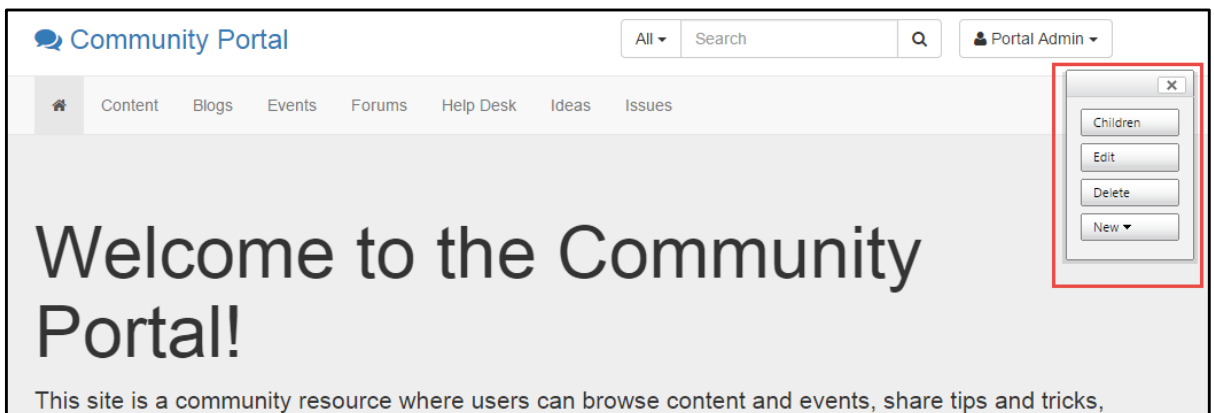 Community Portal
All Search
Portal Admin
Content Blogs Events Forums Help Desk Ideas Issues
Children
Edit
Delete
New
Welcome to the Community
Portal!
This site is a community resource where users can browse content and events, share tips and tricks,